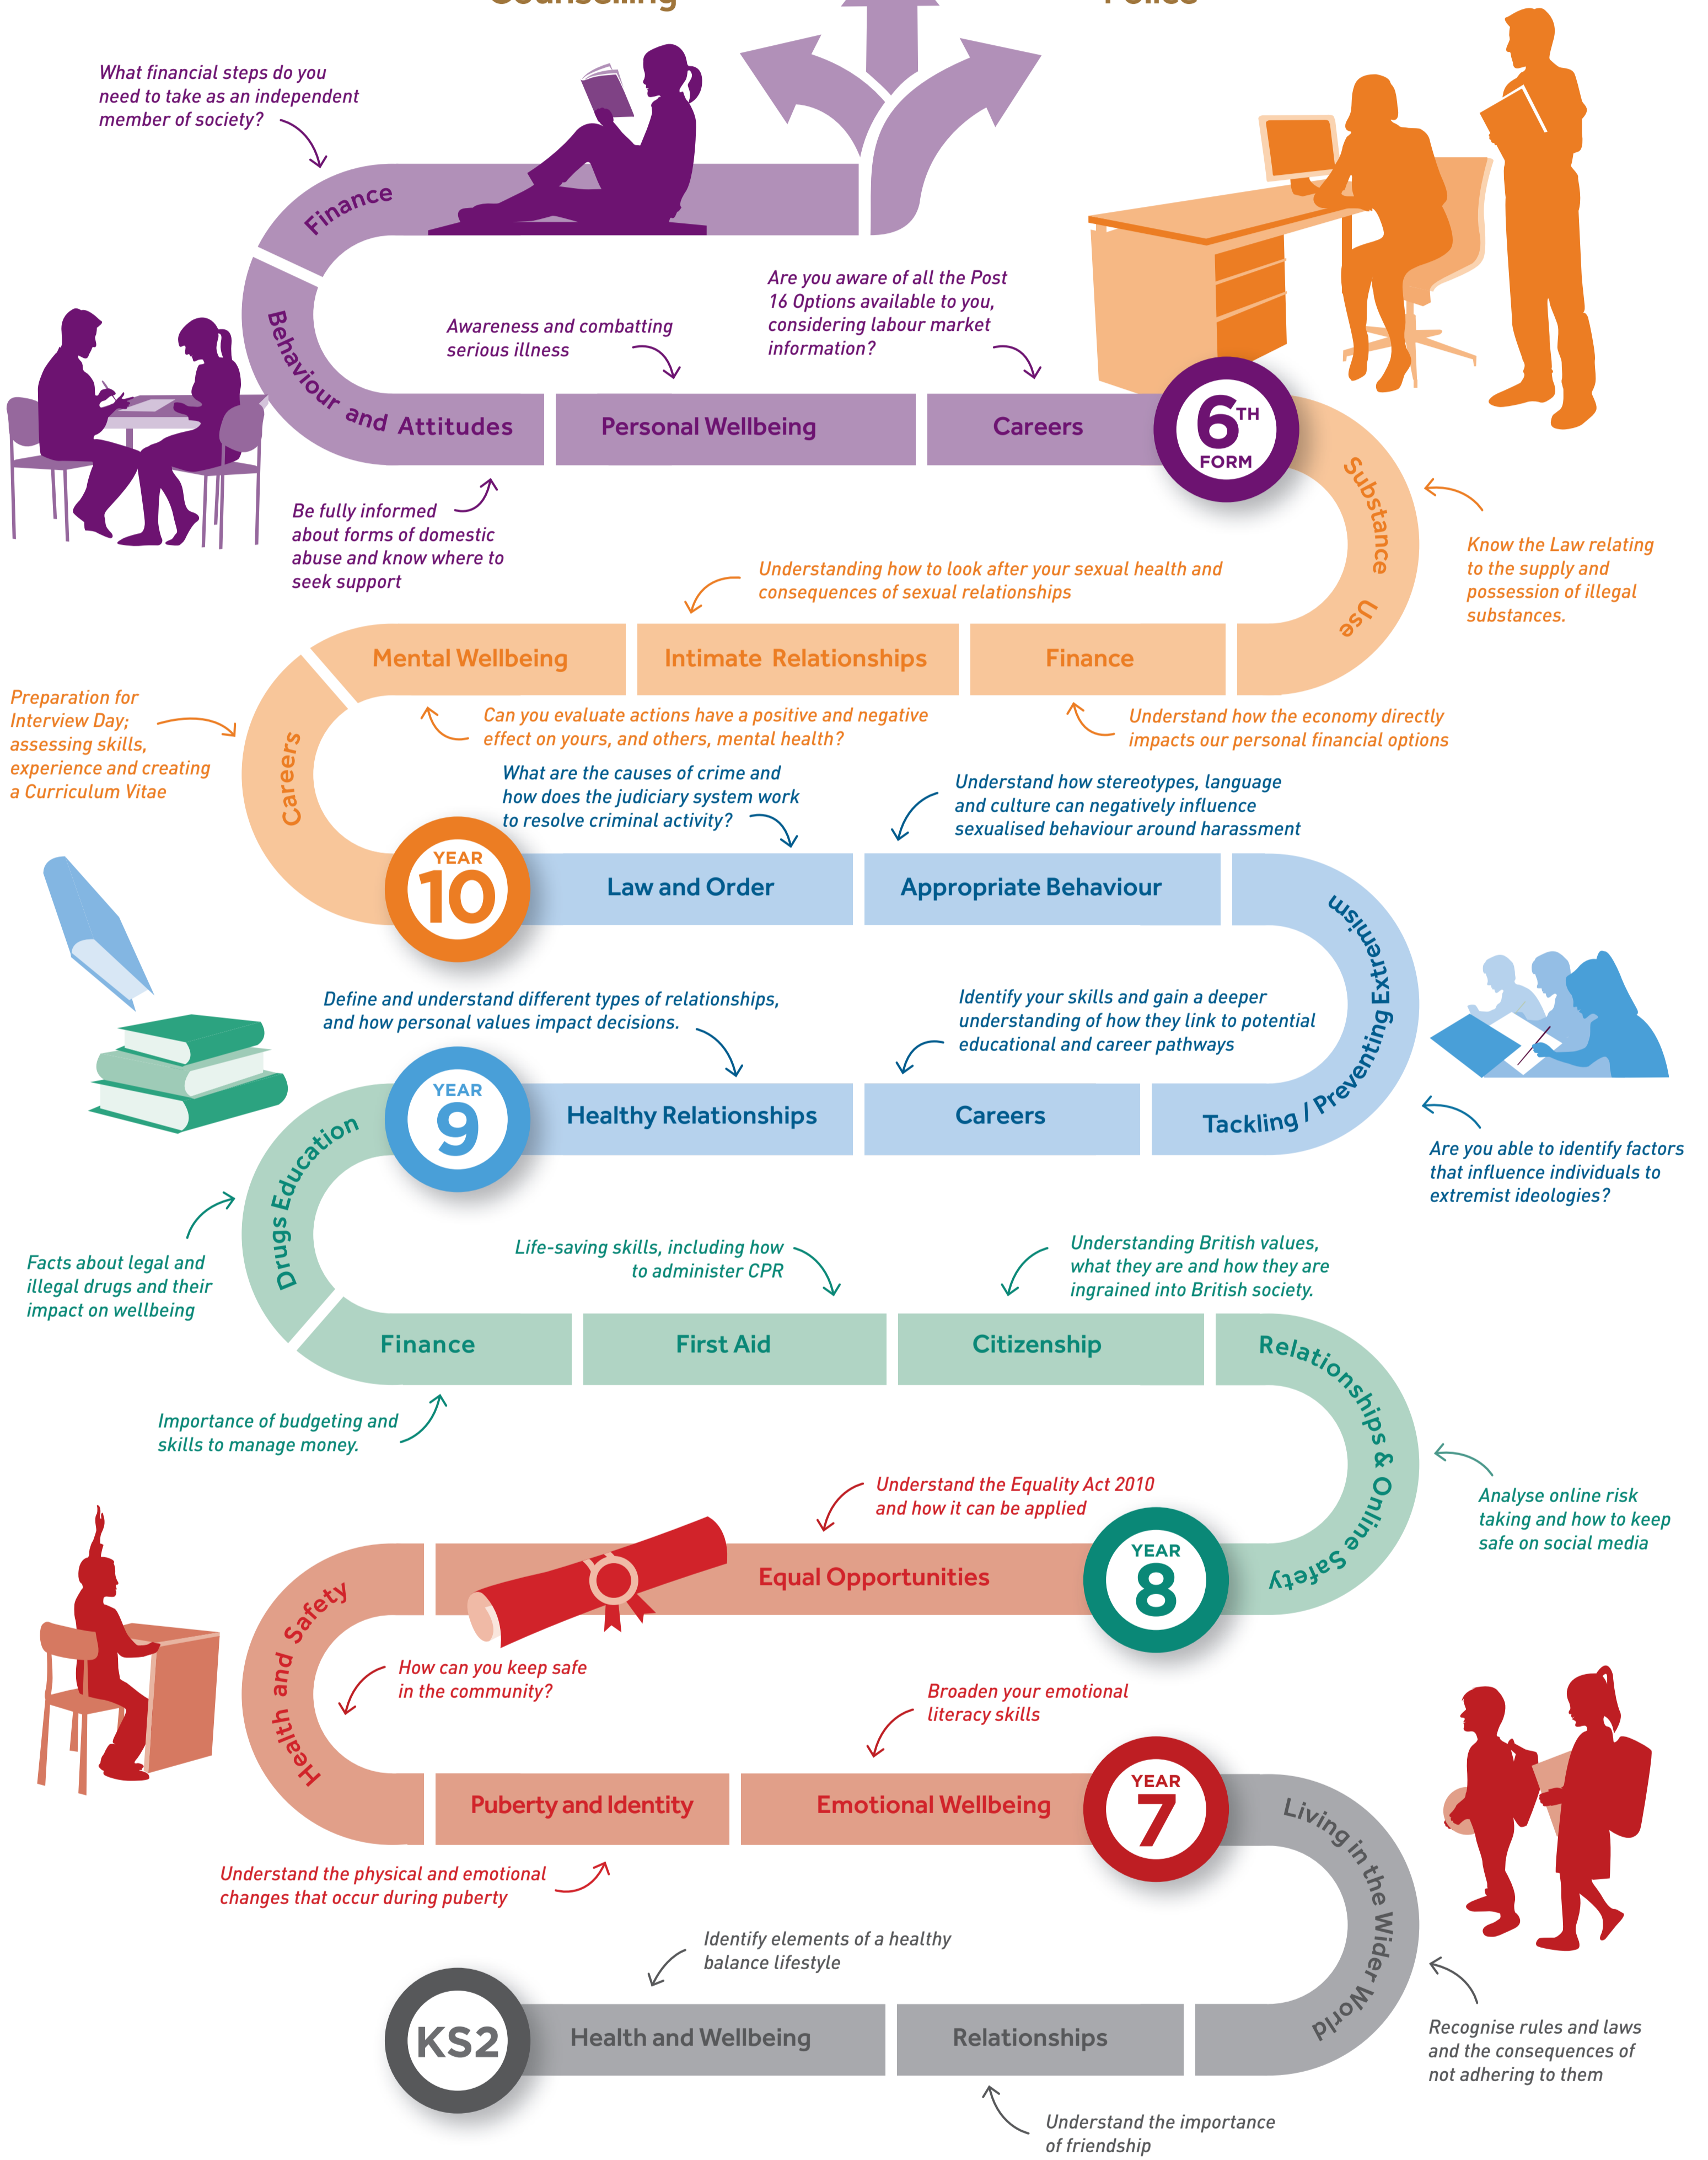 Counselling
Police
What financial steps do you
need to take as an independent
member of society?
Finance
Behaviour and Attitudes
Are you aware of all the Post
16 Options available to you,
considering labour market
information?
Awareness and combatting
serious illness
Personal Wellbeing
Careers
6TH
FORM
Be fully informed
about forms of domestic
abuse and know where to
seek support
Substance Use
Know the Law relating
to the supply and
possession of illegal
substances.
Understanding how to look after your sexual health and
consequences of sexual relationships
Mental Wellbeing
Intimate Relationships
Finance
Preparation for
Interview Day;
assessing skills,
experience and creating
a Curriculum Vitae
Careers
Can you evaluate actions have a positive and negative
effect on yours, and others, mental health?
Understand how the economy directly
impacts our personal financial options
What are the causes of crime and
how does the judiciary system work
to resolve criminal activity?
Understand how stereotypes, language
and culture can negatively influence
sexualised behaviour around harassment
YEAR
10
Law and Order
Appropriate Behaviour
Tackling / Preventing Extremism
Define and understand different types of relationships,
and how personal values impact decisions.
Identify your skills and gain a deeper
understanding of how they link to potential
educational and career pathways
YEAR
9
Healthy Relationships
Careers
Are you able to identify factors
that influence individuals to
extremist ideologies?
Drugs Education
Facts about legal and
illegal drugs and their
impact on wellbeing
Life-saving skills, including how
to administer CPR
Understanding British values,
what they are and how they are
ingrained into British society.
Finance
First Aid
Citizenship
Relationships & Online Safety
Importance of budgeting and
skills to manage money.
Understand the Equality Act 2010
and how it can be applied
Analyse online risk
taking and how to keep
safe on social media
Equal Opportunities
YEAR
8
Health and Safety
How can you keep safe
in the community?
Broaden your emotional
literacy skills
Puberty and Identity
Emotional Wellbeing
YEAR
7
Living in the Wider World
Understand the physical and emotional
changes that occur during puberty
Identify elements of a healthy
balance lifestyle
KS2
Health and Wellbeing
Relationships
Recognise rules and laws
and the consequences of
not adhering to them
Understand the importance
of friendship